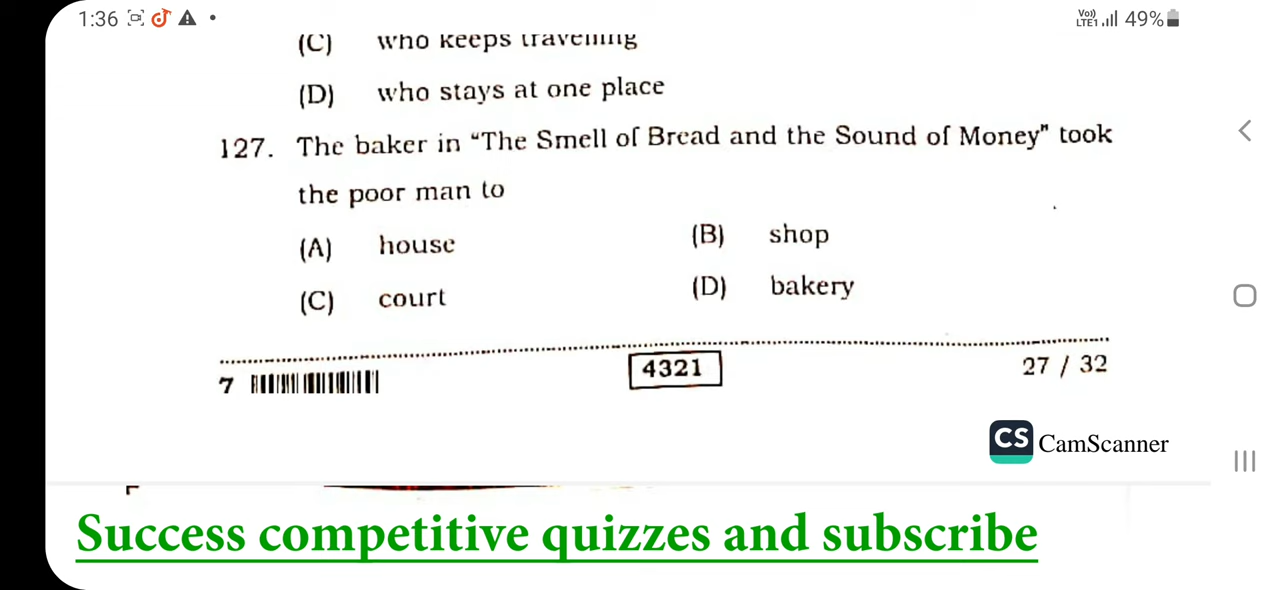 1:36 Vo)) LTE1 49%
(C) who keeps travelling
(D) who stays at one place
127. The baker in “The Smell of Bread and the Sound of Money” took
the poor man to
(A) house (B) shop
(C) court (D) bakery
7 4321 27 / 32
CS CamScanner
Success competitive quizzes and subscribe